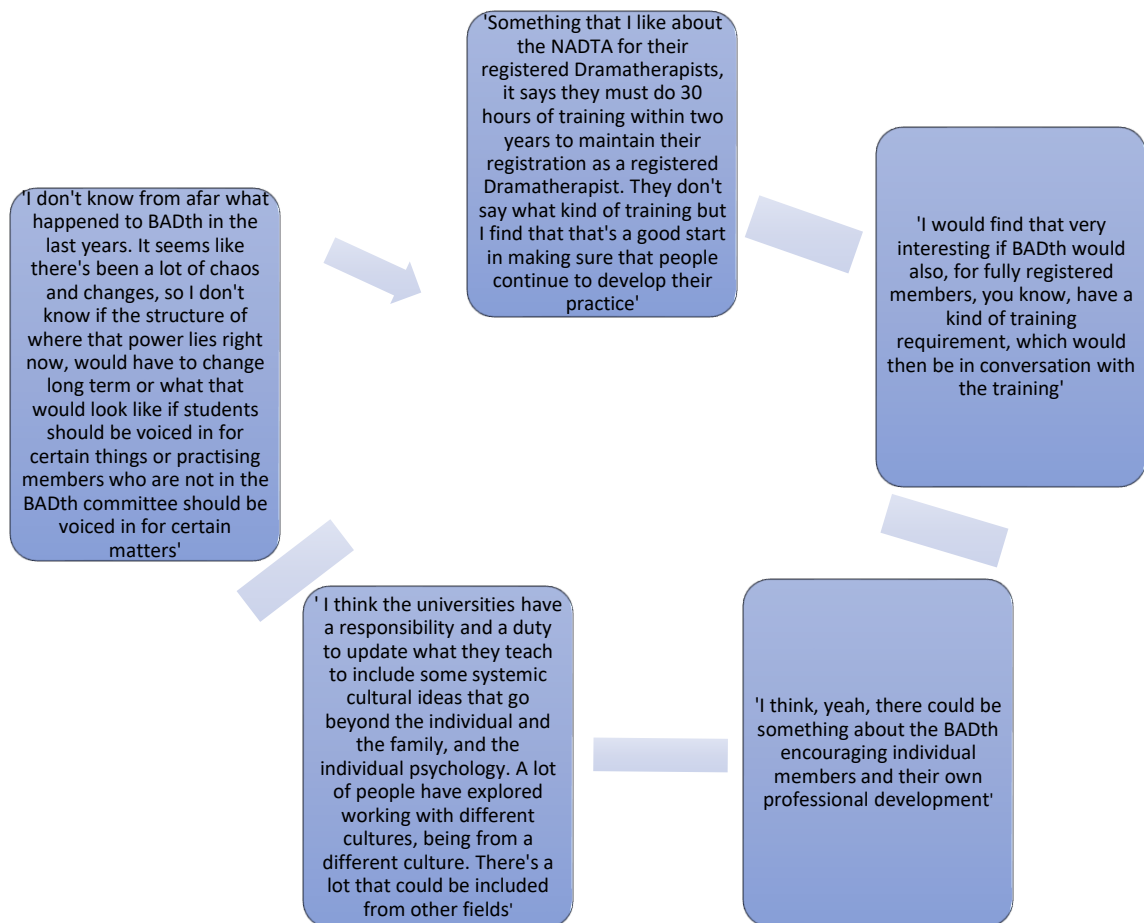 'Something that I like about
the NADTA for their
registered Dramatherapists,
it says they must do 30
hours of training within two
years to maintain their
registration as a registered
Dramatherapist. They don't
say what kind of training but
I find that that's a good start
in making sure that people
continue to develop their
practice'
'I would find that very
interesting if BADth would
also, for fully registered
members, you know, have a
kind of training
requirement, which would
then be in conversation with
the training'
'I think, yeah, there could be
something about the BADth
encouraging individual
members and their own
professional development'
' I think the universities have
a responsibility and a duty
to update what they teach
to include some systemic
cultural ideas that go
beyond the individual and
the family, and the
individual psychology. A lot
of people have explored
working with different
cultures, being from a
different culture. There's a
lot that could be included
from other fields'
'I don't know from afar what
happened to BADth in the
last years. It seems like
there's been a lot of chaos
and changes, so I don't
know if the structure of
where that power lies right
now, would have to change
long term or what that
would look like if students
should be voiced in for
certain things or practising
members who are not in the
BADth committee should be
voiced in for certain
matters'